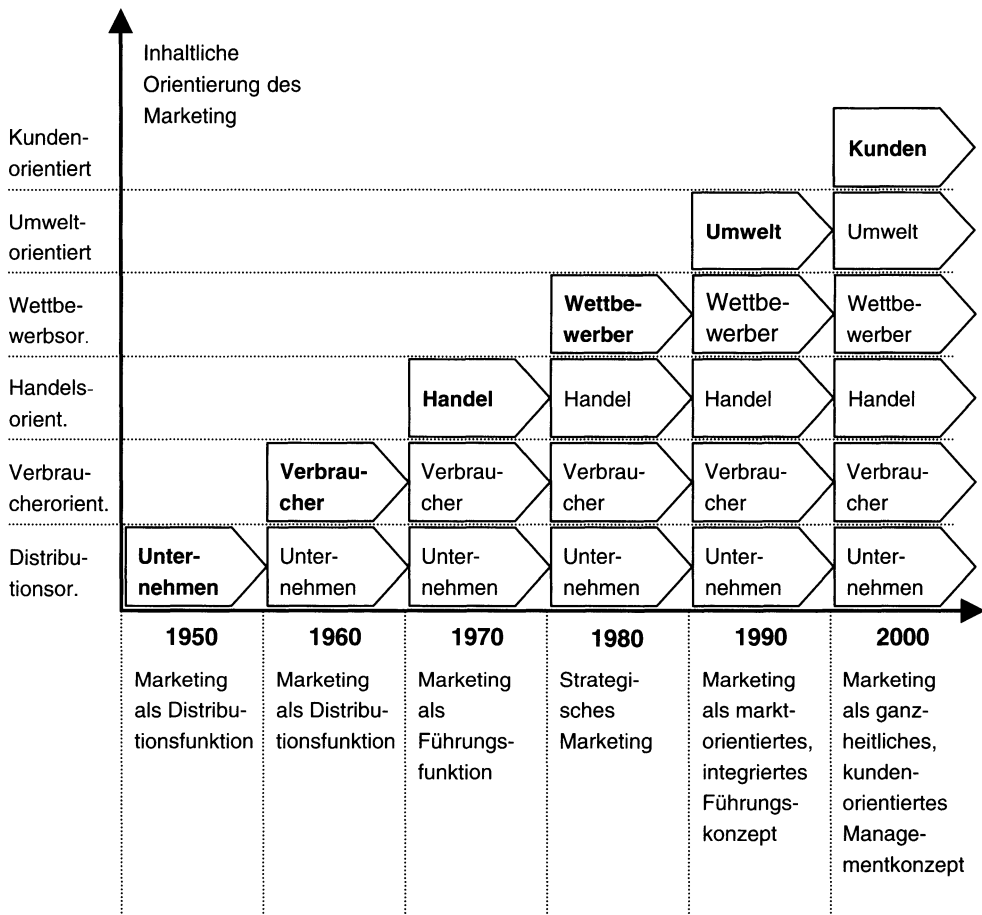 Inhaltliche
Orientierung des
Marketing
Kunden-
orientiert
Kunden
Umwelt-
orientiert
Umwelt
Umwelt
Wettbe-
werbsor.
Wettbe-
werber
Wettbe-
werber
Wettbe-
werber
Handels-
orient.
Handel
Handel
Handel
Handel
Verbrau-
cherorient.
Verbrau-
cher
Verbrau-
cher
Verbrau-
cher
Verbrau-
cher
Verbrau-
cher
Distribu-
tionsor.
Unter-
nehmen
Unter-
nehmen
Unter-
nehmen
Unter-
nehmen
Unter-
nehmen
Unter-
nehmen
1950
1960
1970
1980
1990
2000
Marketing
als Distribu-
tionsfunktion
Marketing
als Distribu-
tionsfunktion
Marketing
als
Führungs-
funktion
Strategi-
sches
Marketing
Marketing
als markt-
orientiertes,
integriertes
Führungs-
konzept
Marketing
als ganz-
heitliches,
kunden-
orientiertes
Manage-
mentkonzept